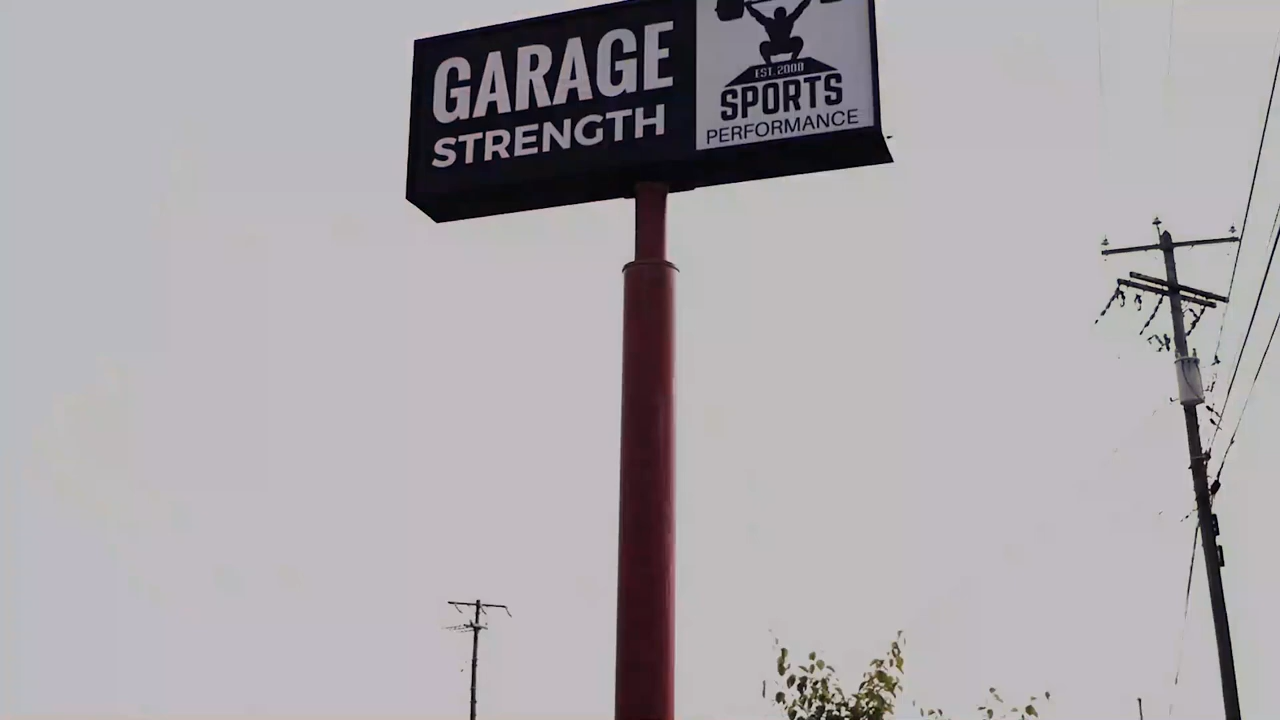 GARAGE
STRENGTH
EST. 2008
SPORTS
PERFORMANCE